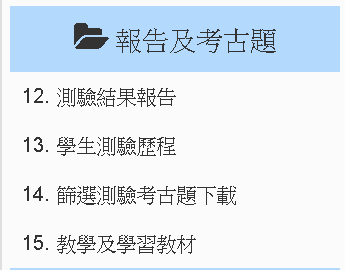 報告及考古題
12. 測驗結果報告
13. 學生測驗歷程
14. 篩選測驗考古題下載
15. 教學及學習教材